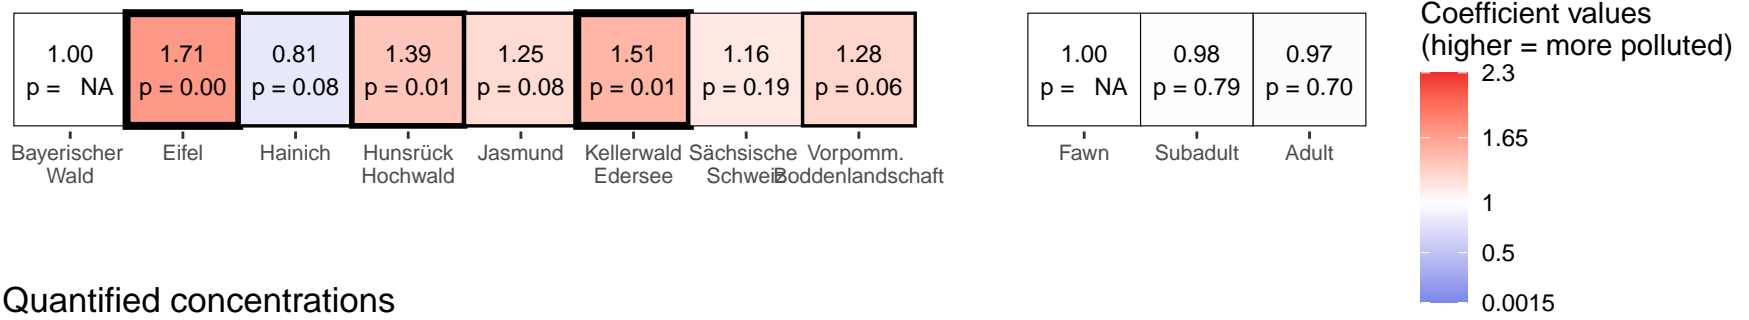 1.00 1.71 0.81 1.39 1.25 1.51 1.16 1.28
p = NA p = 0.00 p = 0.08 p = 0.01 p = 0.08 p = 0.01 p = 0.19 p = 0.06
Bayerischer Eifel Hainich Hunsrück Jasmund Kellerwald Sächsische Vorpomm.
Wald Hochwald Edersee Schweiz Boddenlandschaft
1.00 0.98 0.97
p = NA p = 0.79 p = 0.70
Fawn Subadult Adult
Coefficient values
(higher = more polluted)
2.3
1.65
1
0.5
0.0015
Quantified concentrations